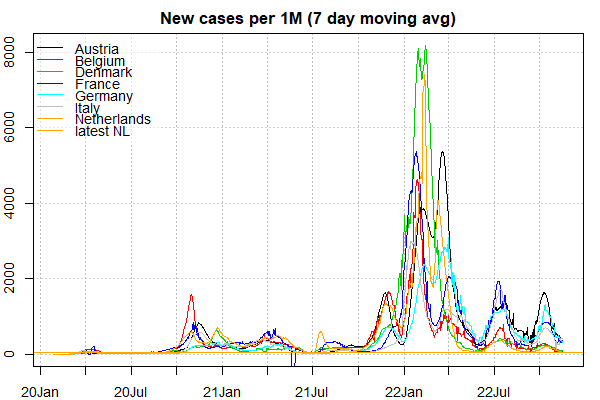 New cases per 1M (7 day moving avg)
8000
6000
4000
2000
0
Austria
Belgium
Denmark
France
Germany
Italy
Netherlands
latest NL
20Jan
20Jul
21Jan
21Jul
22Jan
22Jul